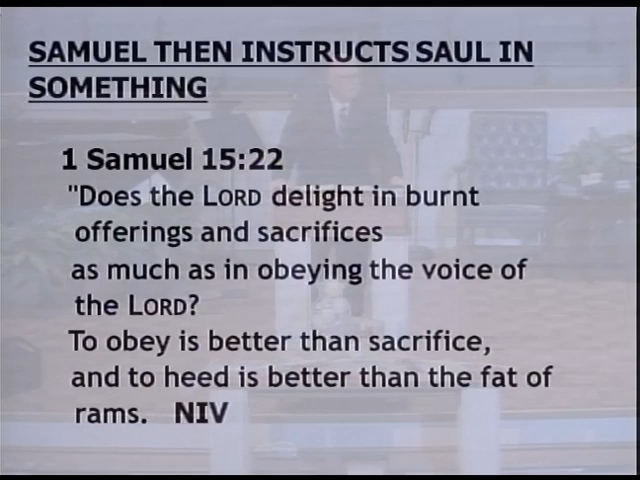 SAMUEL THEN INSTRUCTS SAUL IN
SOMETHING
1 Samuel 15:22
"Does the LORD delight in burnt
offerings and sacrifices
as much as in obeying the voice of
the LORD?
To obey is better than sacrifice,
and to heed is better than the fat of
rams. NIV